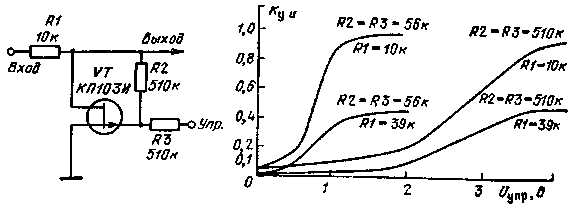 R1
10к
Выход
Вход
R2
510к
VT
КП103И
Упр.
R3
510к
Kу и
1,0
0,8
0,6
0,4
0,2
0,1
0
1
2
3
Uупр, В
R2=R3=56к
R1=10к
R2=R3=56к
R1=39к
R2=R3=510к
R1=10к
R2=R3=510к
R1=39к